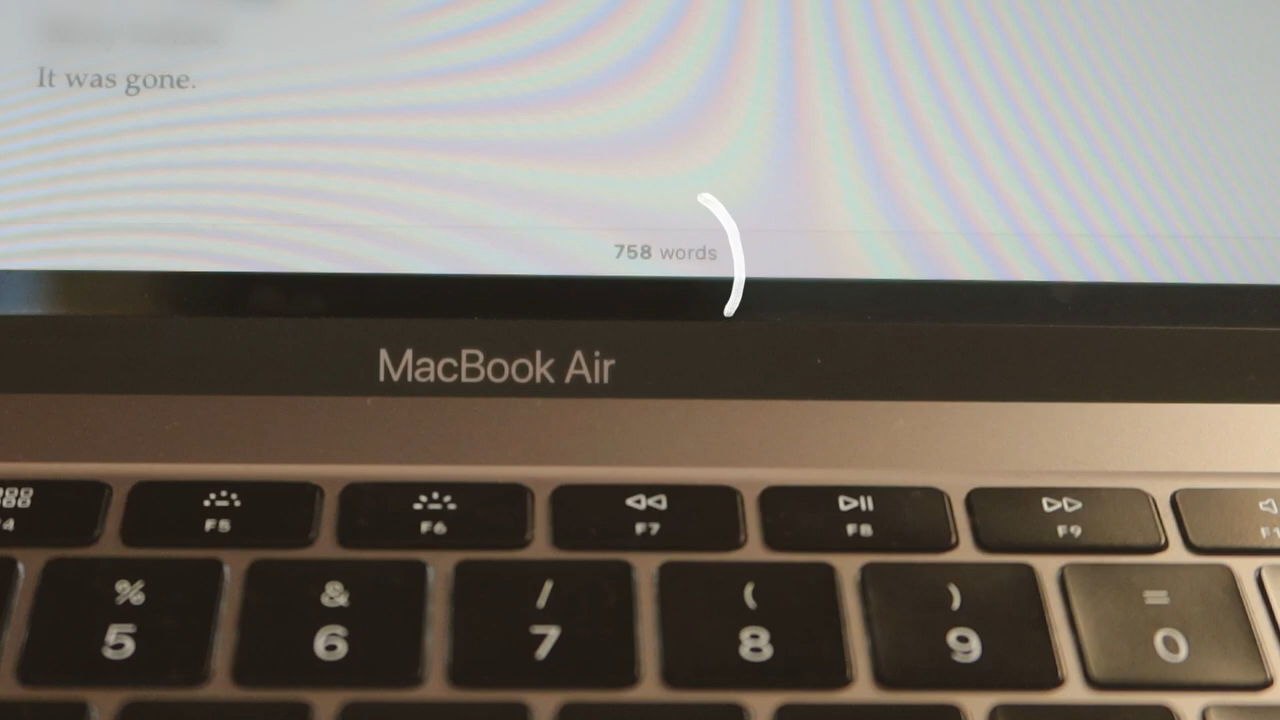 It was gone.
758 words
MacBook Air
F5 F6 F7 F8 F9
% & / ( ) =
5 6 7 8 9 0